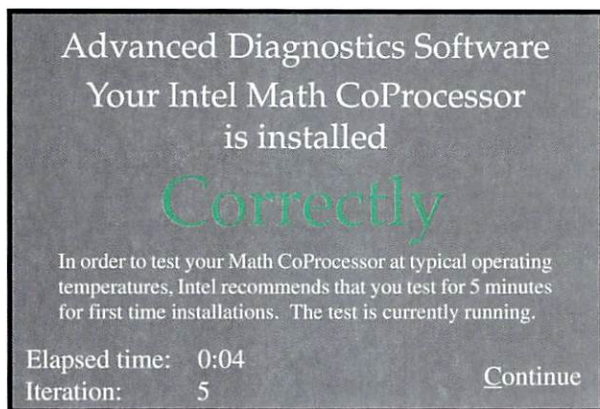 Advanced Diagnostics Software
Your Intel Math CoProcessor
is installed
Correctly
In order to test your Math CoProcessor at typical operating
temperatures, Intel recommends that you test for 5 minutes
for first time installations. The test is currently running.
Elapsed time: 0:04
Iteration: 5
Continue